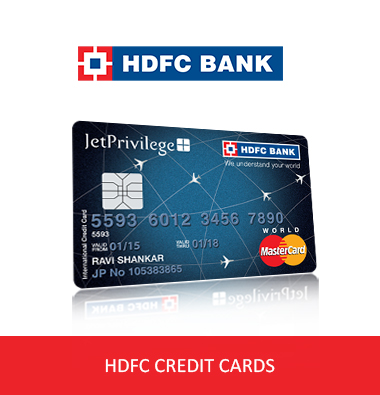 HDFC BANK
JetPrivilege
HDFC BANK
We understand your world
International Credit Card
5593 6012 3456 7890
5593
VALID FROM 01/15 VALID THRU 01/18
RAVI SHANKAR
JP No 105383865
WORLD
MasterCard
HDFC CREDIT CARDS